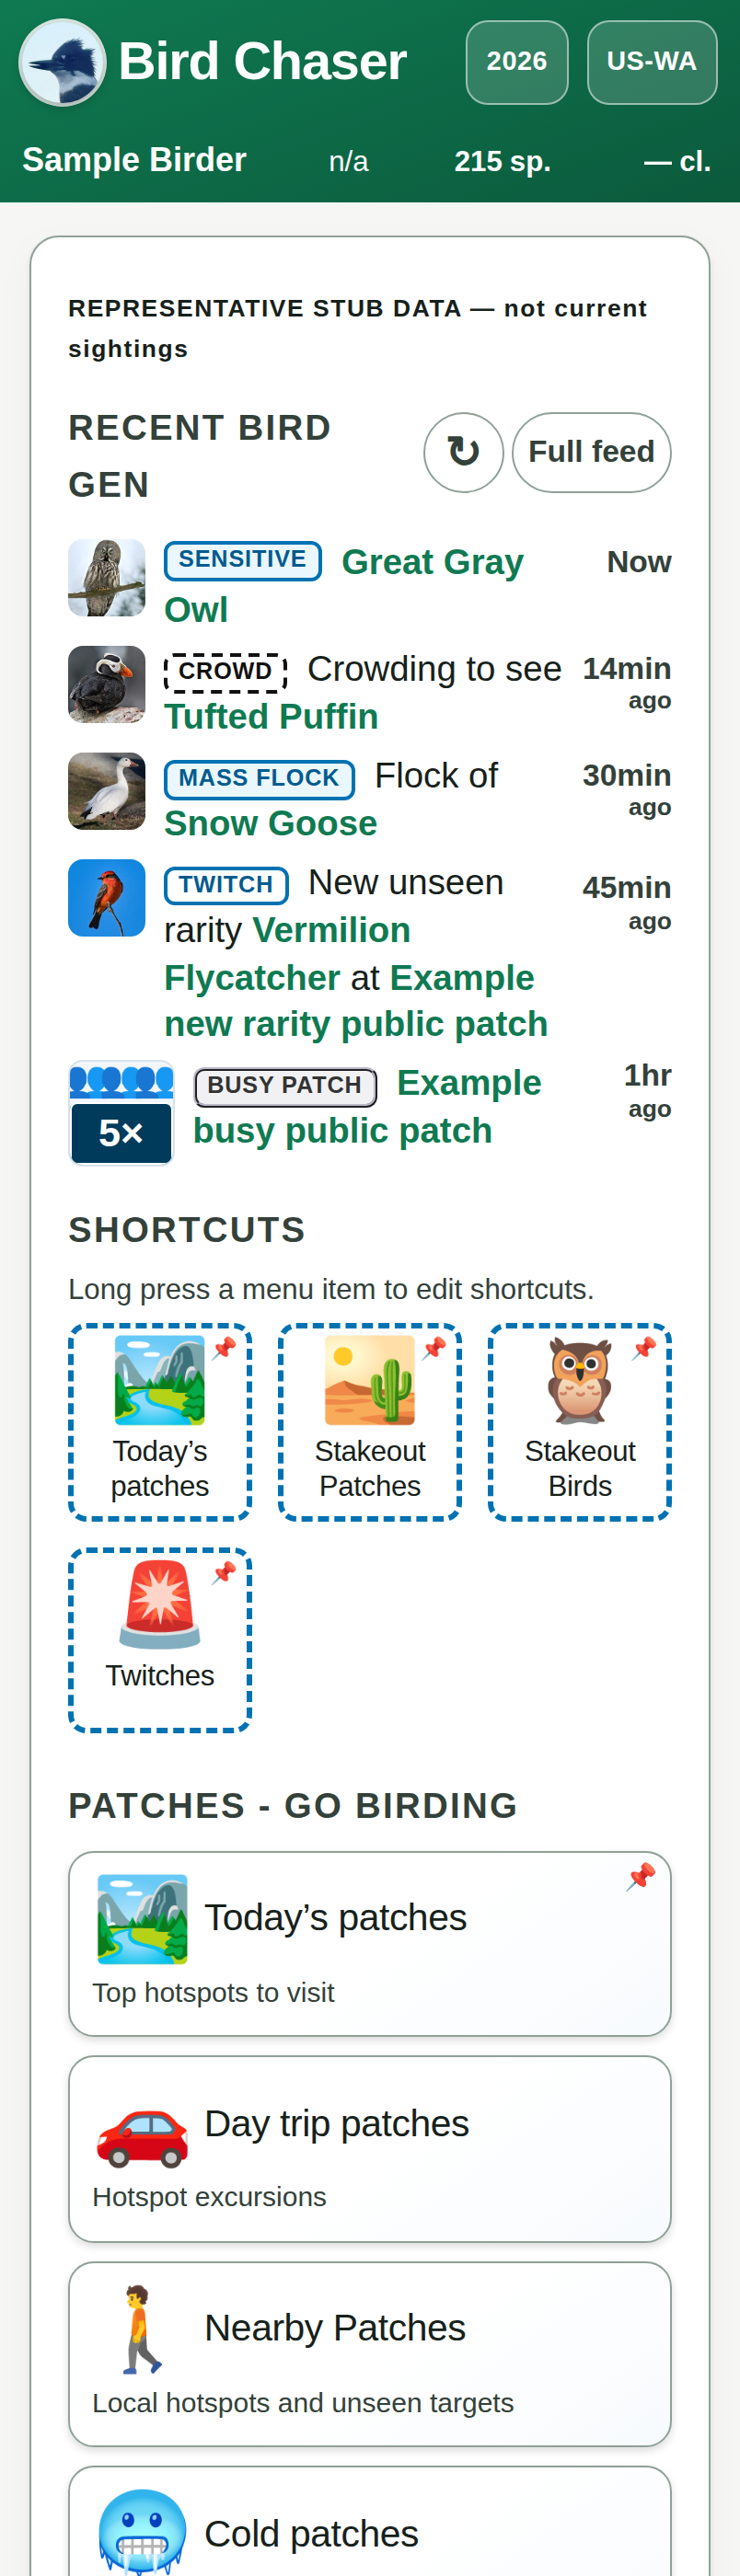 Bird Chaser
2026
US-WA
Sample Birder
n/a
215 sp.
— cl.
REPRESENTATIVE STUB DATA — not current
sightings
RECENT BIRD
GEN
↻
Full feed
SENSITIVE Great Gray
Owl
Now
CROWD Crowding to see
Tufted Puffin
14min
ago
MASS FLOCK Flock of
Snow Goose
30min
ago
TWITCH New unseen
rarity Vermilion
Flycatcher at Example
new rarity public patch
45min
ago
5×
BUSY PATCH Example
busy public patch
1hr
ago
SHORTCUTS
Long press a menu item to edit shortcuts.
Today’s
patches
Stakeout
Patches
Stakeout
Birds
Twitches
PATCHES - GO BIRDING
Today’s patches
Top hotspots to visit
Day trip patches
Hotspot excursions
Nearby Patches
Local hotspots and unseen targets
Cold patches